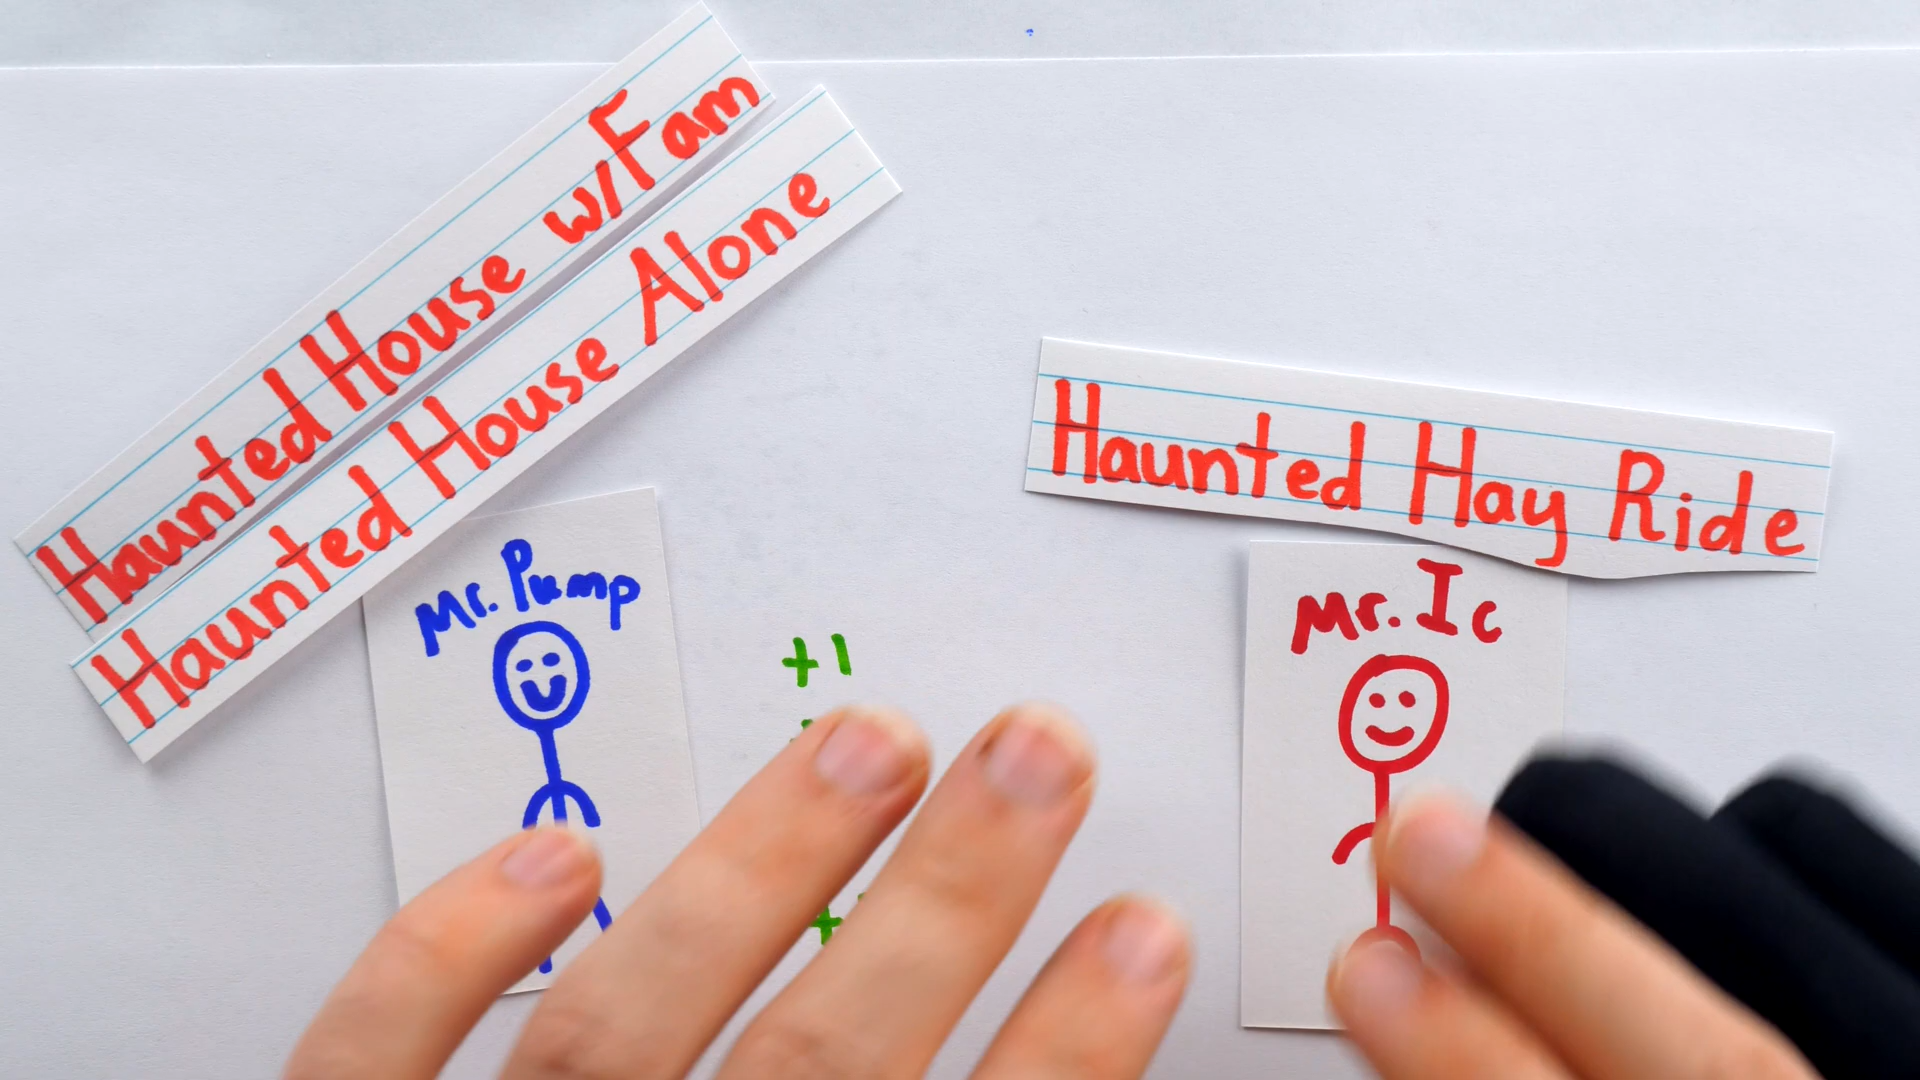 Haunted House w/Fam
Haunted House Alone
Haunted Hay Ride
Mr. Pump
Mr. Ic
+1